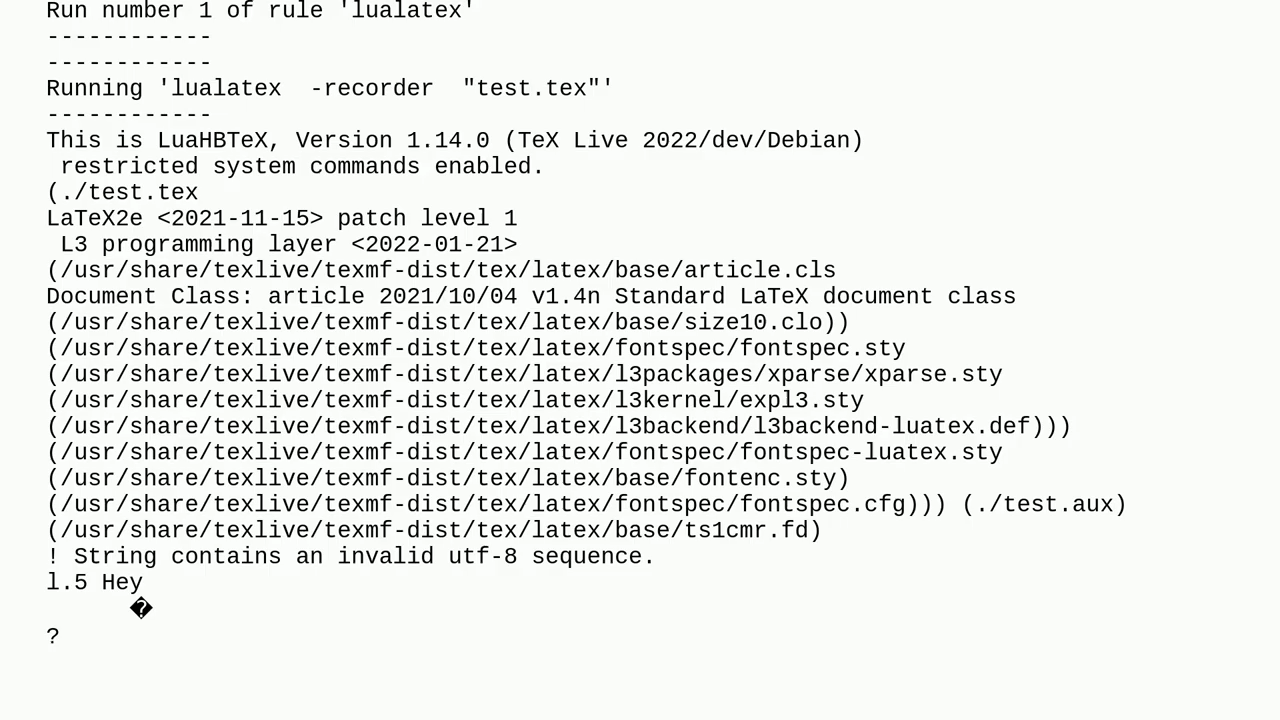 Run number 1 of rule 'lualatex'
------------
------------
Running 'lualatex  -recorder  "test.tex"'
------------
This is LuaHBTeX, Version 1.14.0 (TeX Live 2022/dev/Debian)
 restricted system commands enabled.
(./test.tex
LaTeX2e <2021-11-15> patch level 1
 L3 programming layer <2022-01-21>
(/usr/share/texlive/texmf-dist/tex/latex/base/article.cls
Document Class: article 2021/10/04 v1.4n Standard LaTeX document class
(/usr/share/texlive/texmf-dist/tex/latex/base/size10.clo))
(/usr/share/texlive/texmf-dist/tex/latex/fontspec/fontspec.sty
(/usr/share/texlive/texmf-dist/tex/latex/l3packages/xparse/xparse.sty
(/usr/share/texlive/texmf-dist/tex/latex/l3kernel/expl3.sty
(/usr/share/texlive/texmf-dist/tex/latex/l3backend/l3backend-luatex.def)))
(/usr/share/texlive/texmf-dist/tex/latex/fontspec/fontspec-luatex.sty
(/usr/share/texlive/texmf-dist/tex/latex/base/fontenc.sty)
(/usr/share/texlive/texmf-dist/tex/latex/fontspec/fontspec.cfg))) (./test.aux)
(/usr/share/texlive/texmf-dist/tex/latex/base/ts1cmr.fd)
! String contains an invalid utf-8 sequence.
l.5 Hey
      �
?